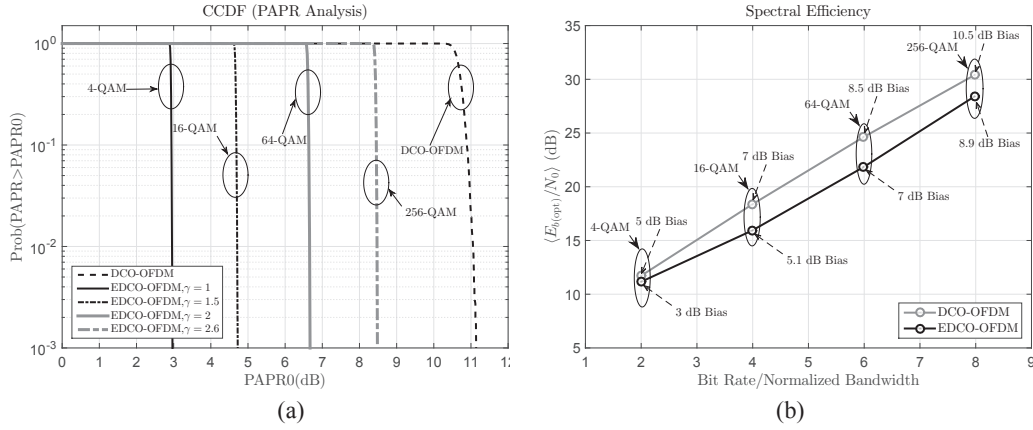 CCDF (PAPR Analysis)
Prob(PAPR>PAPR0)
10^0
10^-1
10^-2
10^-3
4-QAM
16-QAM
64-QAM
DCO-OFDM
256-QAM
DCO-OFDM
EDCO-OFDM,γ = 1
EDCO-OFDM,γ = 1.5
EDCO-OFDM,γ = 2
EDCO-OFDM,γ = 2.6
0 1 2 3 4 5 6 7 8 9 10 11 12
PAPR0(dB)
(a)
Spectral Efficiency
⟨E_b(opt)/N_0⟩ (dB)
35
30
25
20
15
10
5
256-QAM
10.5 dB Bias
8.5 dB Bias
64-QAM
8.9 dB Bias
7 dB Bias
16-QAM
7 dB Bias
5 dB Bias
4-QAM
5.1 dB Bias
3 dB Bias
DCO-OFDM
EDCO-OFDM
1 2 3 4 5 6 7 8 9
Bit Rate/Normalized Bandwidth
(b)